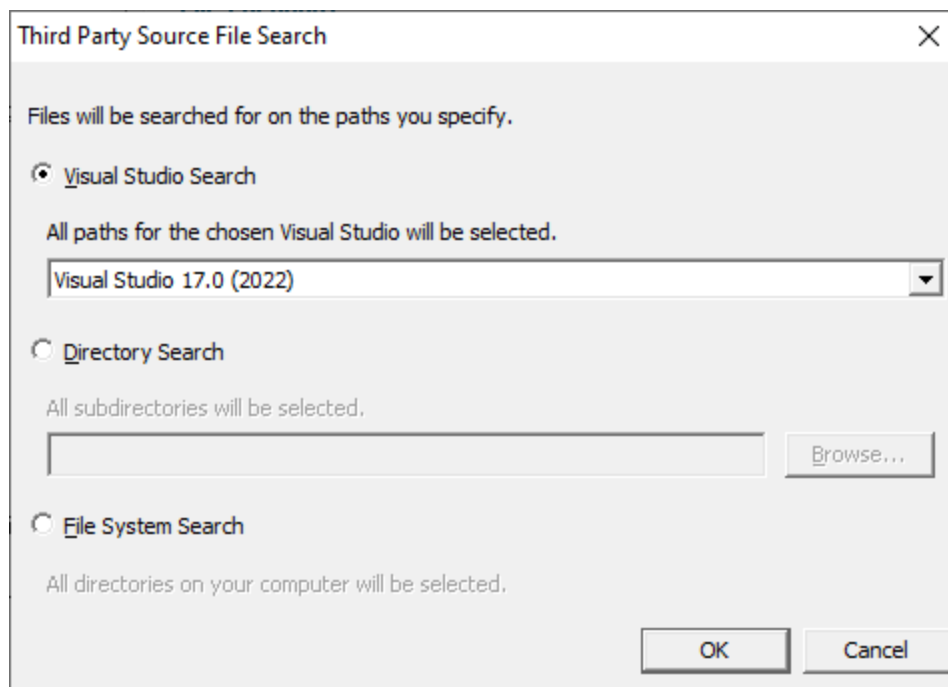 Third Party Source File Search
Files will be searched for on the paths you specify.
Visual Studio Search
All paths for the chosen Visual Studio will be selected.
Visual Studio 17.0 (2022)
Directory Search
All subdirectories will be selected.
Browse...
File System Search
All directories on your computer will be selected.
OK Cancel